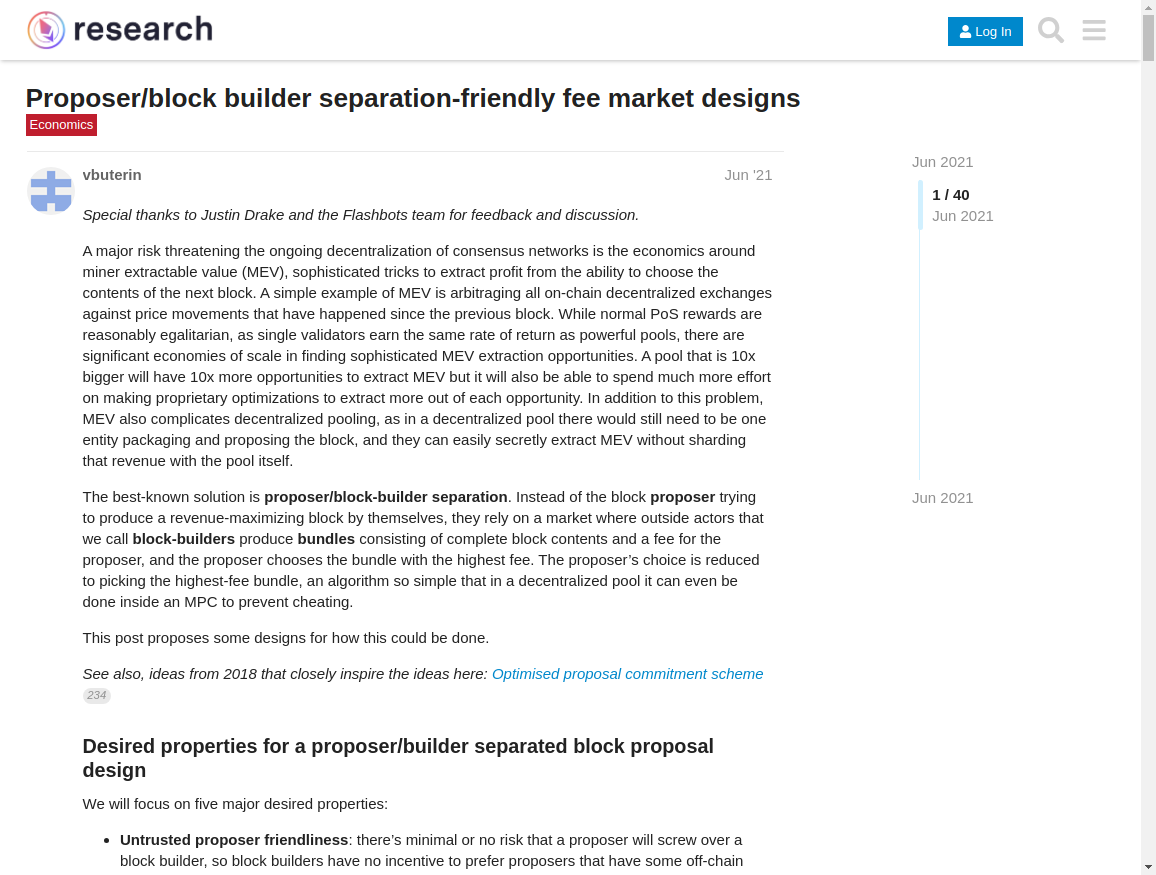 research
Log In
Proposer/block builder separation-friendly fee market designs
Economics
vbuterin
Jun '21
Special thanks to Justin Drake and the Flashbots team for feedback and discussion.
A major risk threatening the ongoing decentralization of consensus networks is the economics around
miner extractable value (MEV), sophisticated tricks to extract profit from the ability to choose the
contents of the next block. A simple example of MEV is arbitraging all on-chain decentralized exchanges
against price movements that have happened since the previous block. While normal PoS rewards are
reasonably egalitarian, as single validators earn the same rate of return as powerful pools, there are
significant economies of scale in finding sophisticated MEV extraction opportunities. A pool that is 10x
bigger will have 10x more opportunities to extract MEV but it will also be able to spend much more effort
on making proprietary optimizations to extract more out of each opportunity. In addition to this problem,
MEV also complicates decentralized pooling, as in a decentralized pool there would still need to be one
entity packaging and proposing the block, and they can easily secretly extract MEV without sharding
that revenue with the pool itself.
The best-known solution is proposer/block-builder separation. Instead of the block proposer trying
to produce a revenue-maximizing block by themselves, they rely on a market where outside actors that
we call block-builders produce bundles consisting of complete block contents and a fee for the
proposer, and the proposer chooses the bundle with the highest fee. The proposer’s choice is reduced
to picking the highest-fee bundle, an algorithm so simple that in a decentralized pool it can even be
done inside an MPC to prevent cheating.
This post proposes some designs for how this could be done.
See also, ideas from 2018 that closely inspire the ideas here: Optimised proposal commitment scheme
234
Desired properties for a proposer/builder separated block proposal
design
We will focus on five major desired properties:
• Untrusted proposer friendliness: there’s minimal or no risk that a proposer will screw over a
block builder, so block builders have no incentive to prefer proposers that have some off-chain
Jun 2021
1 / 40
Jun 2021
Jun 2021